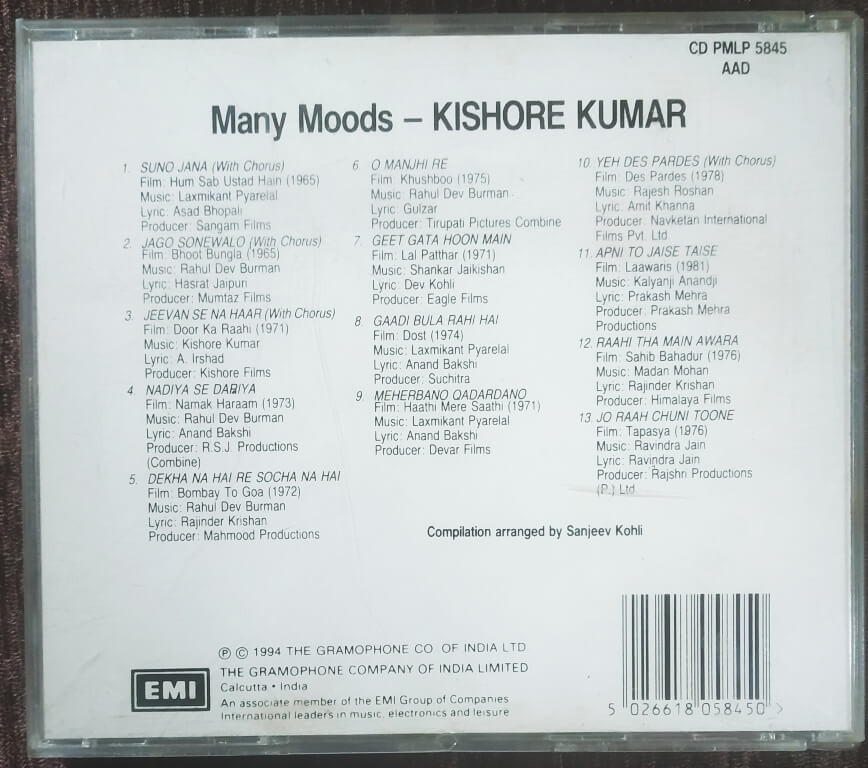 CD PMLP 5845
AAD
Many Moods – KISHORE KUMAR
1. SUNO JANA (With Chorus)
Film: Hum Sab Ustad Hain (1965)
Music: Laxmikant Pyarelal
Lyric: Asad Bhopali
Producer: Sangam Films
2. JAGO SONEWALO (With Chorus)
Film: Bhoot Bungla (1965)
Music: Rahul Dev Burman
Lyric: Hasrat Jaipuri
Producer: Mumtaz Films
3. JEEVAN SE NA HAAR (With Chorus)
Film: Door Ka Raahi (1971)
Music: Kishore Kumar
Lyric: A. Irshad
Producer: Kishore Films
4. NADIYA SE DARIYA
Film: Namak Haraam (1973)
Music: Rahul Dev Burman
Lyric: Anand Bakshi
Producer: R.S.J. Productions
(Combine)
5. DEKHA NA HAI RE SOCHA NA HAI
Film: Bombay To Goa (1972)
Music: Rahul Dev Burman
Lyric: Rajinder Krishan
Producer: Mahmood Productions
6. O MANJHI RE
Film: Khushboo (1975)
Music: Rahul Dev Burman
Lyric: Gulzar
Producer: Tirupati Pictures Combine
7. GEET GATA HOON MAIN
Film: Lal Patthar (1971)
Music: Shankar Jaikishan
Lyric: Dev Kohli
Producer: Eagle Films
8. GAADI BULA RAHI HAI
Film: Dost (1974)
Music: Laxmikant Pyarelal
Lyric: Anand Bakshi
Producer: Suchitra
9. MEHERBANO QADARDANO
Film: Haathi Mere Saathi (1971)
Music: Laxmikant Pyarelal
Lyric: Anand Bakshi
Producer: Devar Films
10. YEH DES PARDES (With Chorus)
Film: Des Pardes (1978)
Music: Rajesh Roshan
Lyric: Amit Khanna
Producer: Navketan International
Films Pvt. Ltd.
11. APNI TO JAISE TAISE
Film: Laawaris (1981)
Music: Kalyanji Anandji
Lyric: Prakash Mehra
Producer: Prakash Mehra
Productions
12. RAAHI THA MAIN AWARA
Film: Sahib Bahadur (1976)
Music: Madan Mohan
Lyric: Rajinder Krishan
Producer: Himalaya Films
13. JO RAAH CHUNI TOONE
Film: Tapasya (1976)
Music: Ravindra Jain
Lyric: Ravindra Jain
Producer: Rajshri Productions
(P.) Ltd.
Compilation arranged by Sanjeev Kohli
℗ © 1994 THE GRAMOPHONE CO. OF INDIA LTD.
EMI
THE GRAMOPHONE COMPANY OF INDIA LIMITED
Calcutta • India
An associate member of the EMI Group of Companies
International leaders in music, electronics and leisure
5 026618 058450 >